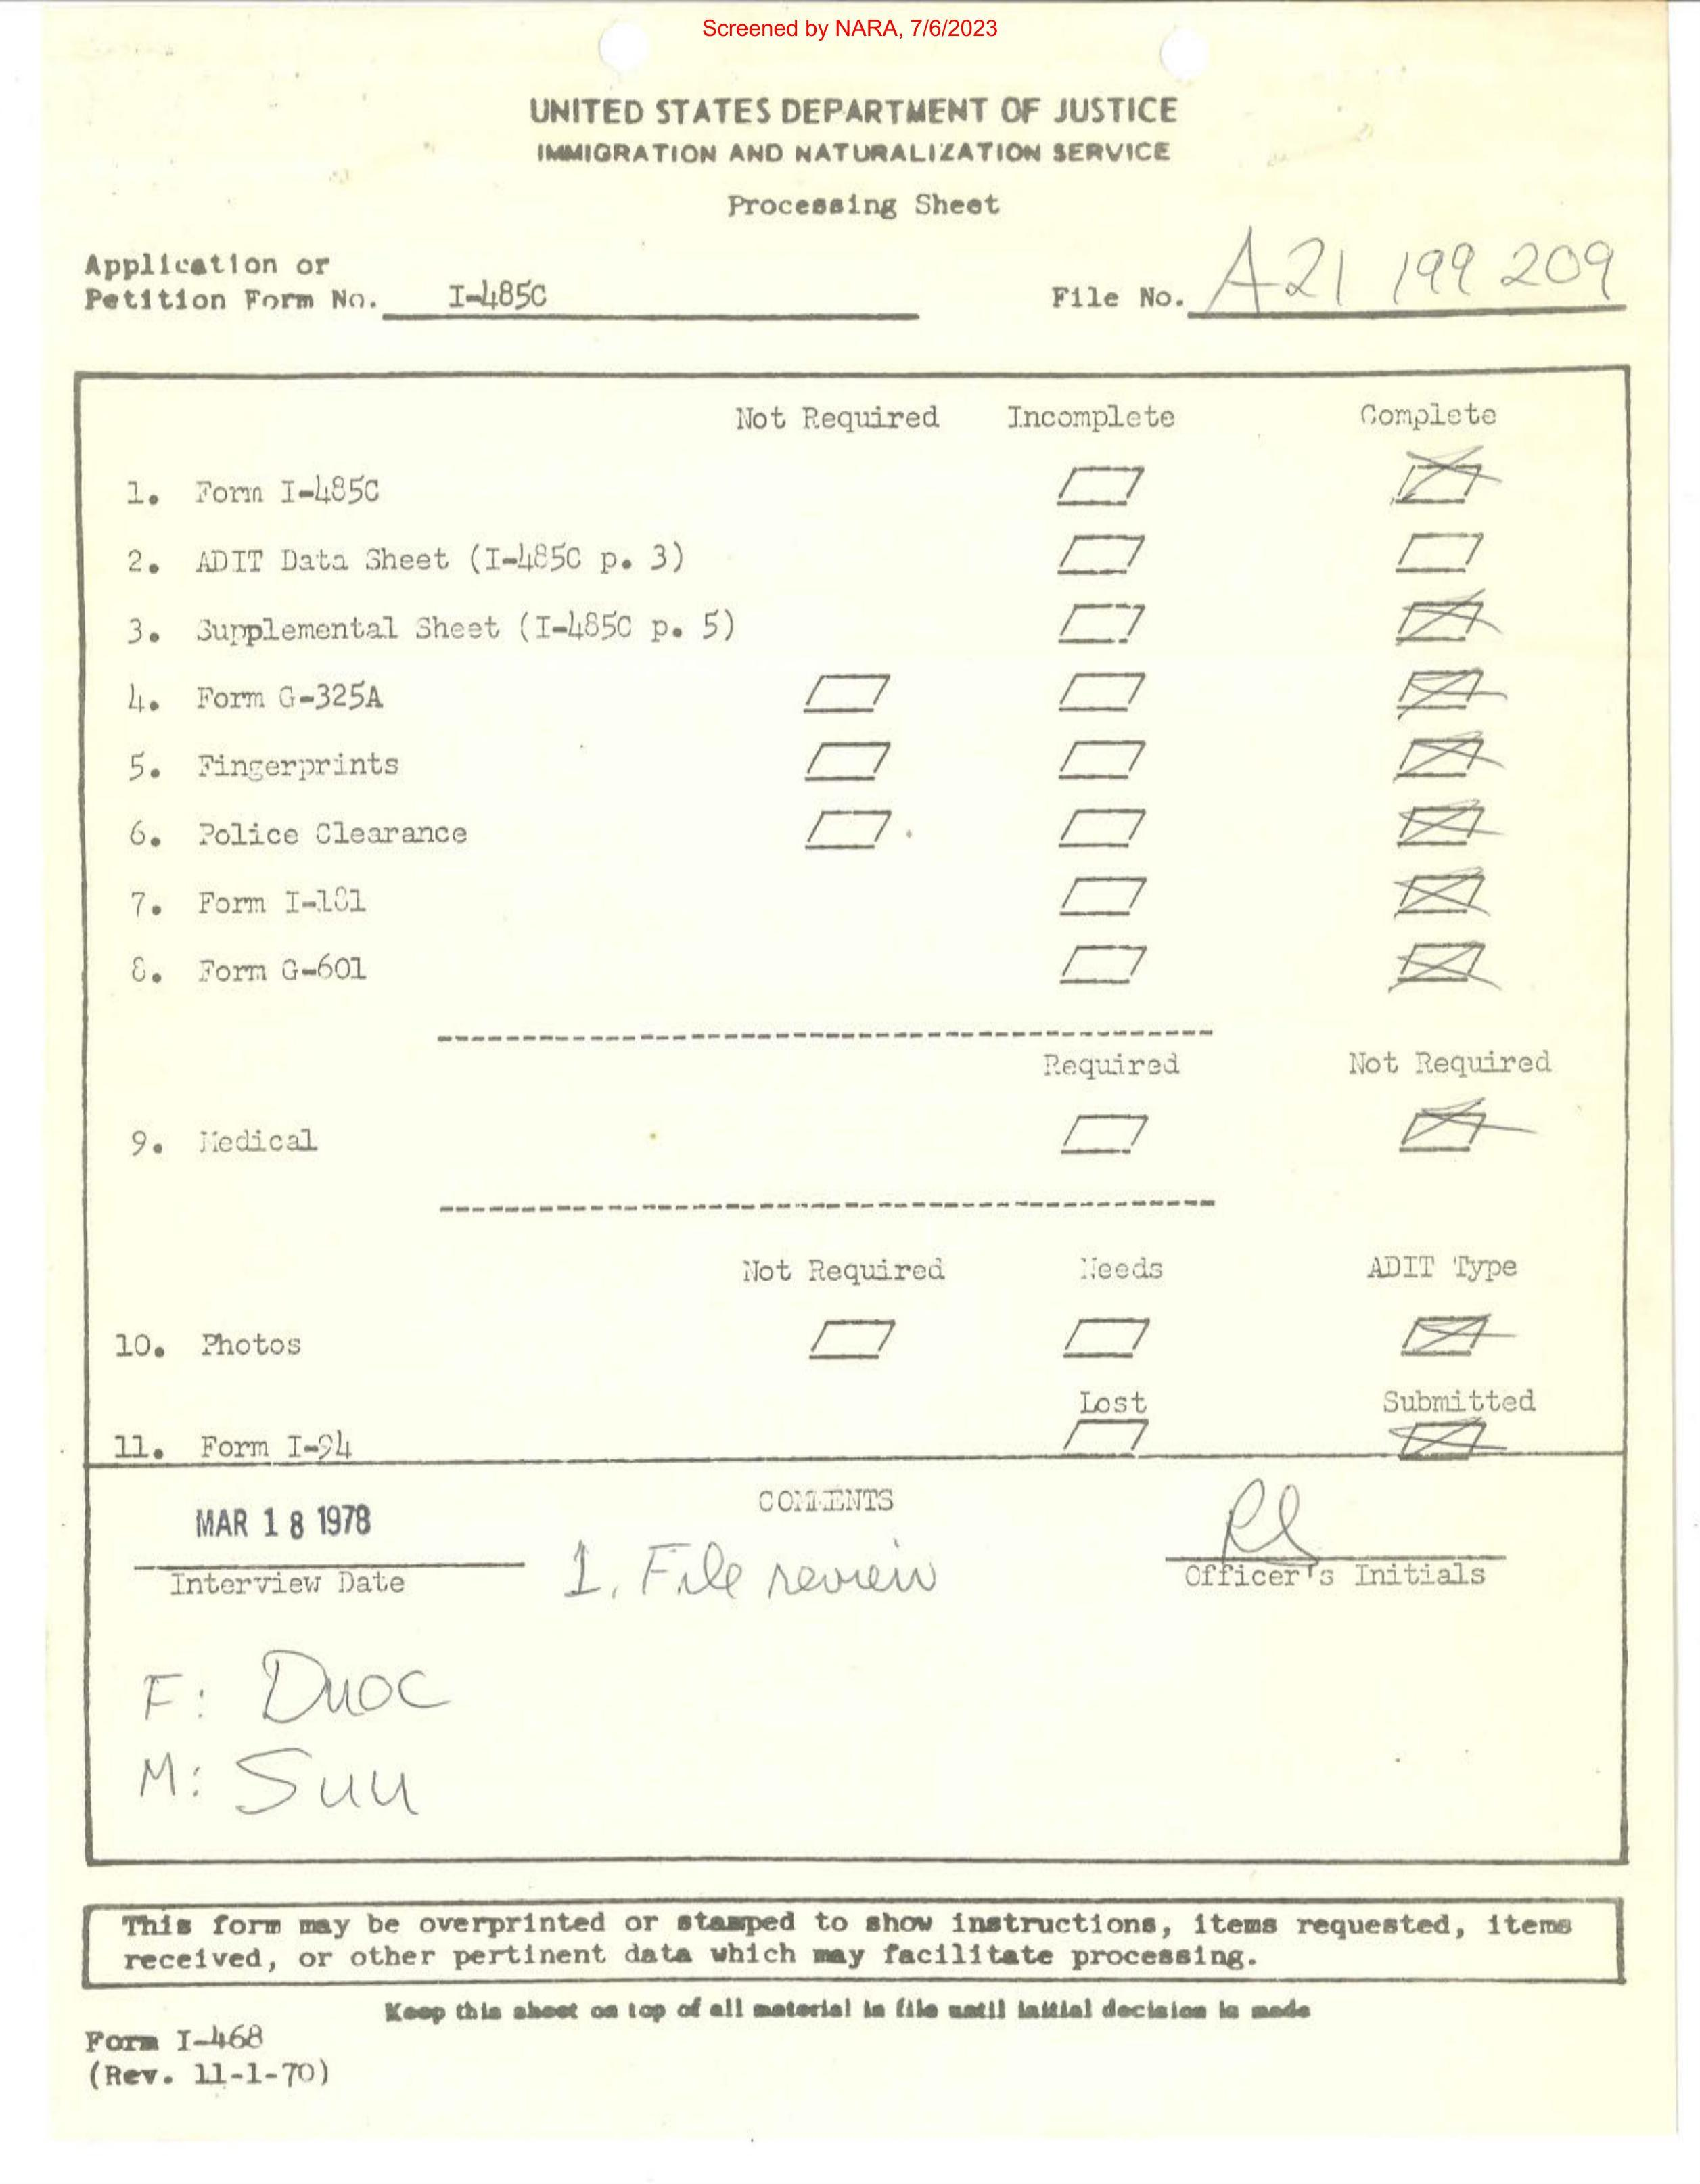 Screened by NARA, 7/6/2023
UNITED STATES DEPARTMENT OF JUSTICE
IMMIGRATION AND NATURALIZATION SERVICE
Processing Sheet
Application or
Petition Form No. I-485C File No. A21 199 209
Not Required Incomplete Complete
1. Form I-485C
2. ADIT Data Sheet (I-485C p. 3)
3. Supplemental Sheet (I-485C p. 5)
4. Form G-325A
5. Fingerprints
6. Police Clearance
7. Form I-181
8. Form G-601
Required Not Required
9. Medical
Not Required Needs ADIT Type
10. Photos
Lost Submitted
11. Form I-94
COMMENTS
MAR 18 1978
Interview Date 1. File review Officer's Initials
F: Duoc
M: Suu
This form may be overprinted or stamped to show instructions, items requested, items
received, or other pertinent data which may facilitate processing.
Keep this sheet on top of all material in file until initial decision is made
Form I-468
(Rev. 11-1-70)